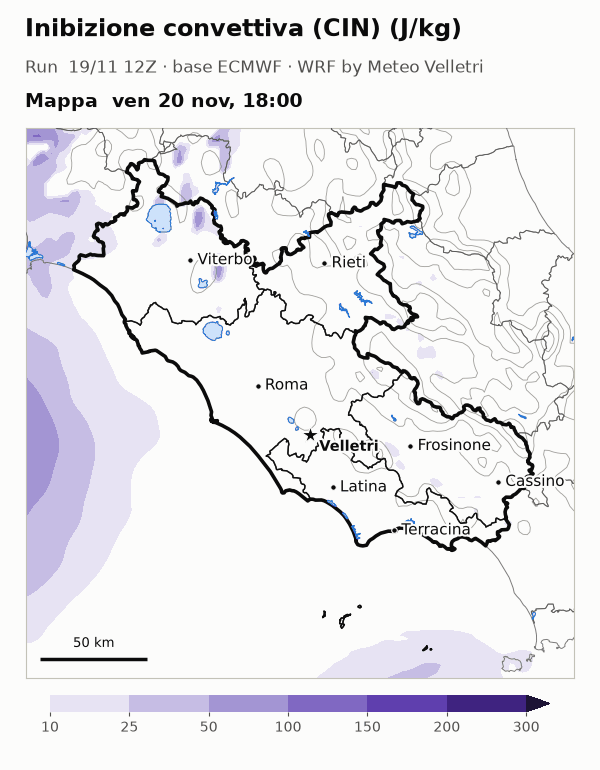 Inibizione convettiva (CIN) (J/kg)
Run 19/11 12Z · base ECMWF · WRF by Meteo Velletri
Mappa ven 20 nov, 18:00
Viterbo
Rieti
Roma
Velletri
Frosinone
Latina
Cassino
Terracina
50 km
10 25 50 100 150 200 300